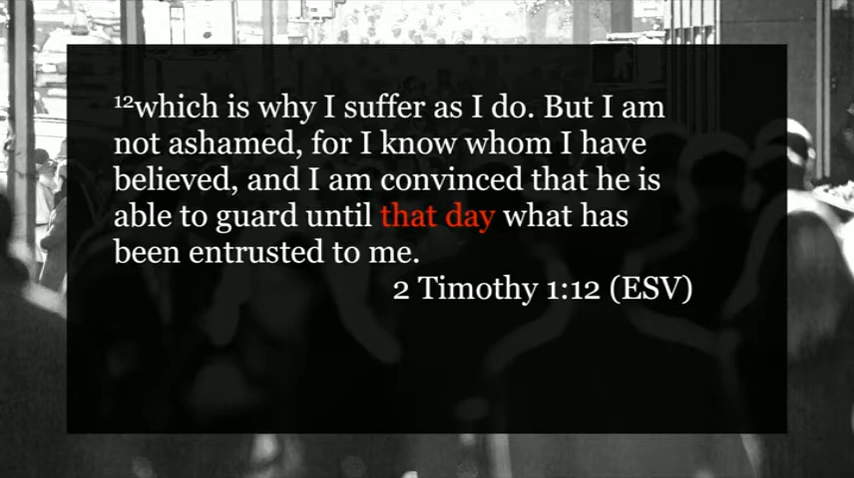 ¹²which is why I suffer as I do. But I am
not ashamed, for I know whom I have
believed, and I am convinced that he is
able to guard until that day what has
been entrusted to me.
2 Timothy 1:12 (ESV)